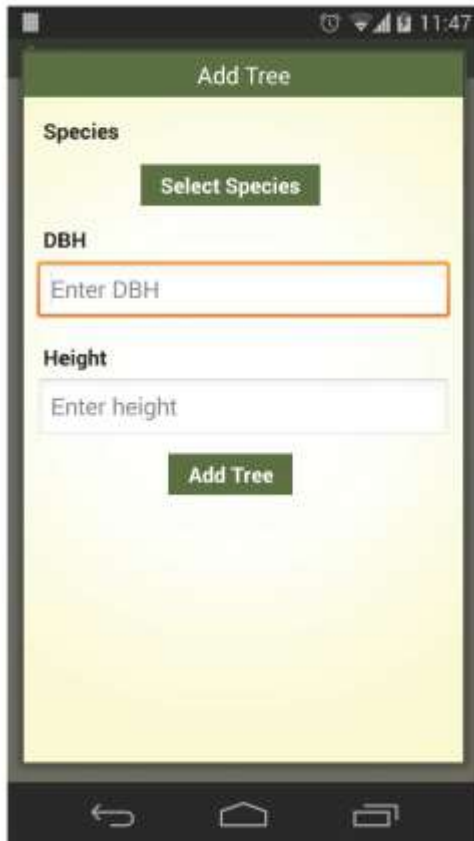 11:47
Add Tree
Species
Select Species
DBH
Enter DBH
Height
Enter height
Add Tree